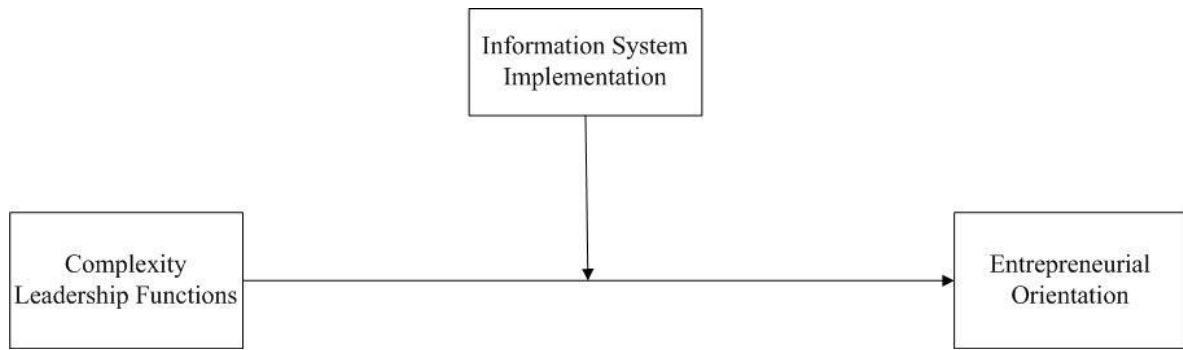 Information System
Implementation
Complexity
Leadership Functions
Entrepreneurial
Orientation